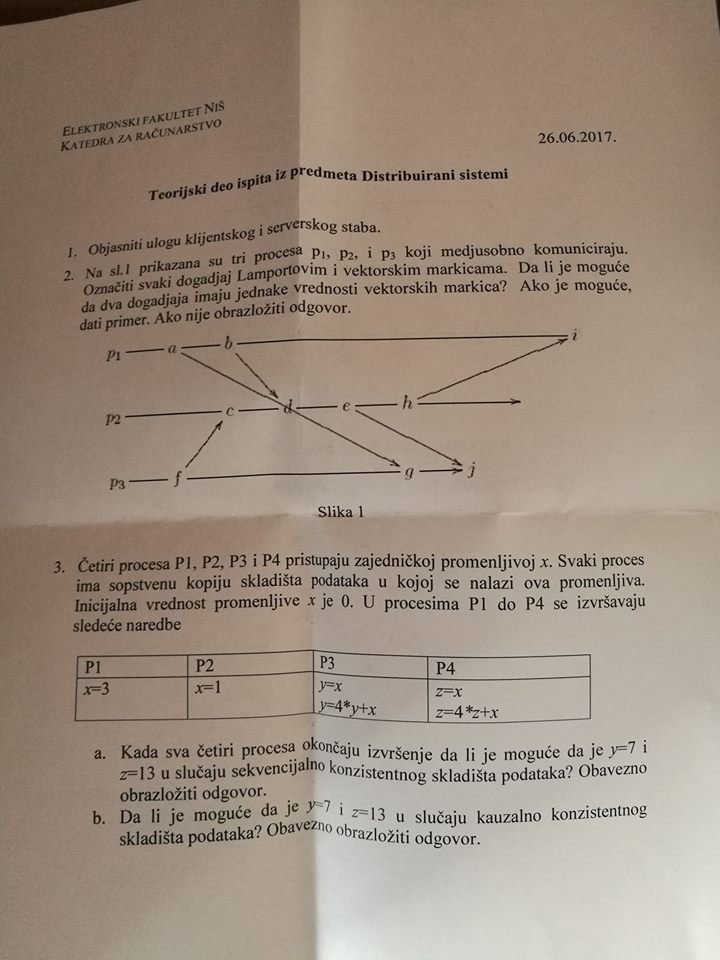 ELEKTRONSKI FAKULTET NIŠ
KATEDRA ZA RAČUNARSTVO
26.06.2017.
Teorijski deo ispita iz predmeta Distribuirani sistemi
1. Objasniti ulogu klijentskog i serverskog staba.
2. Na sl.1 prikazana su tri procesa p1, p2, i p3 koji medjusobno komuniciraju.
Označiti svaki dogadjaj Lamportovim i vektorskim markicama. Da li je moguće
da dva dogadjaja imaju jednake vrednosti vektorskih markica? Ako je moguće,
dati primer. Ako nije obrazložiti odgovor.
p1 a b i
p2 c d e h
p3 f g j
Slika 1
3. Četiri procesa P1, P2, P3 i P4 pristupaju zajedničkoj promenljivoj x. Svaki proces
ima sopstvenu kopiju skladišta podataka u kojoj se nalazi ova promenljiva.
Inicijalna vrednost promenljive x je 0. U procesima P1 do P4 se izvršavaju
sledeće naredbe
P1 P2 P3 P4
x=3 x=1 y=x z=x
y=4*y+x z=4*z+x
a. Kada sva četiri procesa okončaju izvršenje da li je moguće da je y=7 i
z=13 u slučaju sekvencijalno konzistentnog skladišta podataka? Obavezno
obrazložiti odgovor.
b. Da li je moguće da je y=7 i z=13 u slučaju kauzalno konzistentnog
skladišta podataka? Obavezno obrazložiti odgovor.